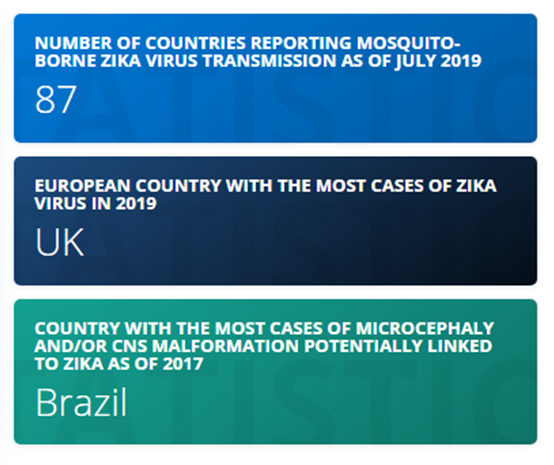 NUMBER OF COUNTRIES REPORTING MOSQUITO-
BORNE ZIKA VIRUS TRANSMISSION AS OF JULY 2019
87
EUROPEAN COUNTRY WITH THE MOST CASES OF ZIKA
VIRUS IN 2019
UK
COUNTRY WITH THE MOST CASES OF MICROCEPHALY
AND/OR CNS MALFORMATION POTENTIALLY LINKED
TO ZIKA AS OF 2017
Brazil